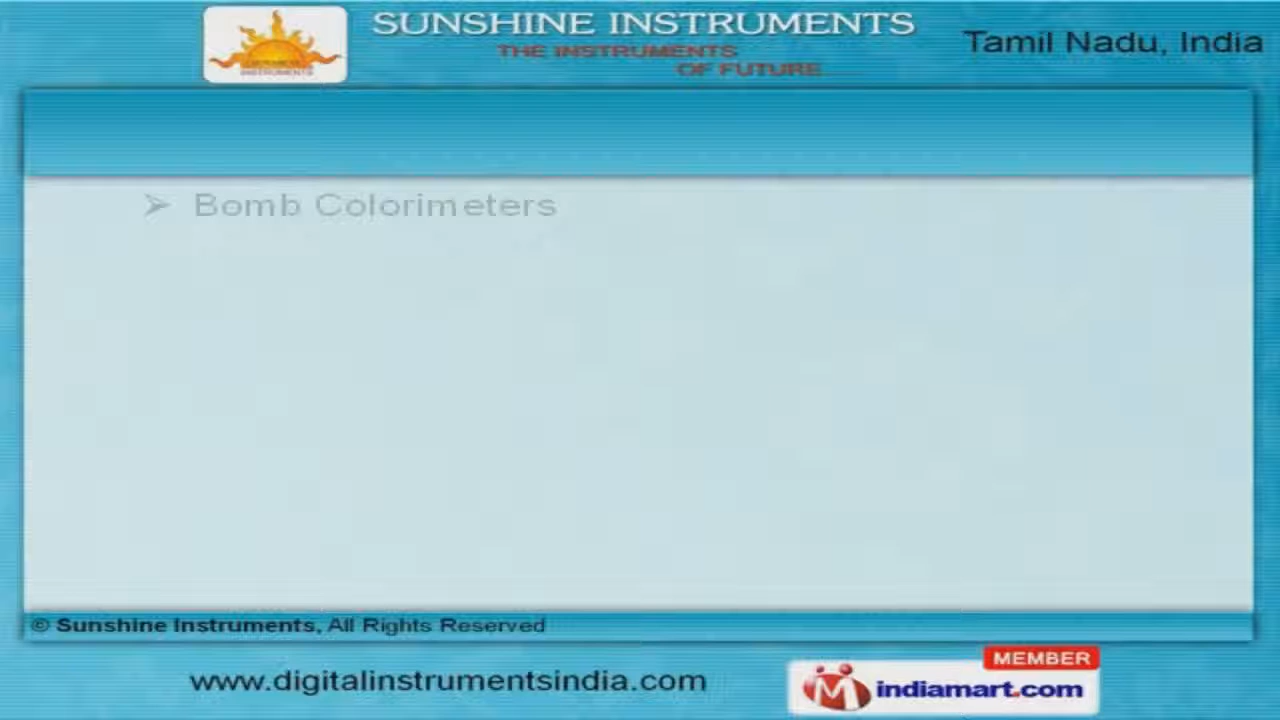 SUNSHINE INSTRUMENTS
THE INSTRUMENTS
OF FUTURE
Tamil Nadu, India
INSTRUMENTS
➢ Bomb Colorimeters
© Sunshine Instruments, All Rights Reserved
www.digitalinstrumentsindia.com
MEMBER
indiamart.com